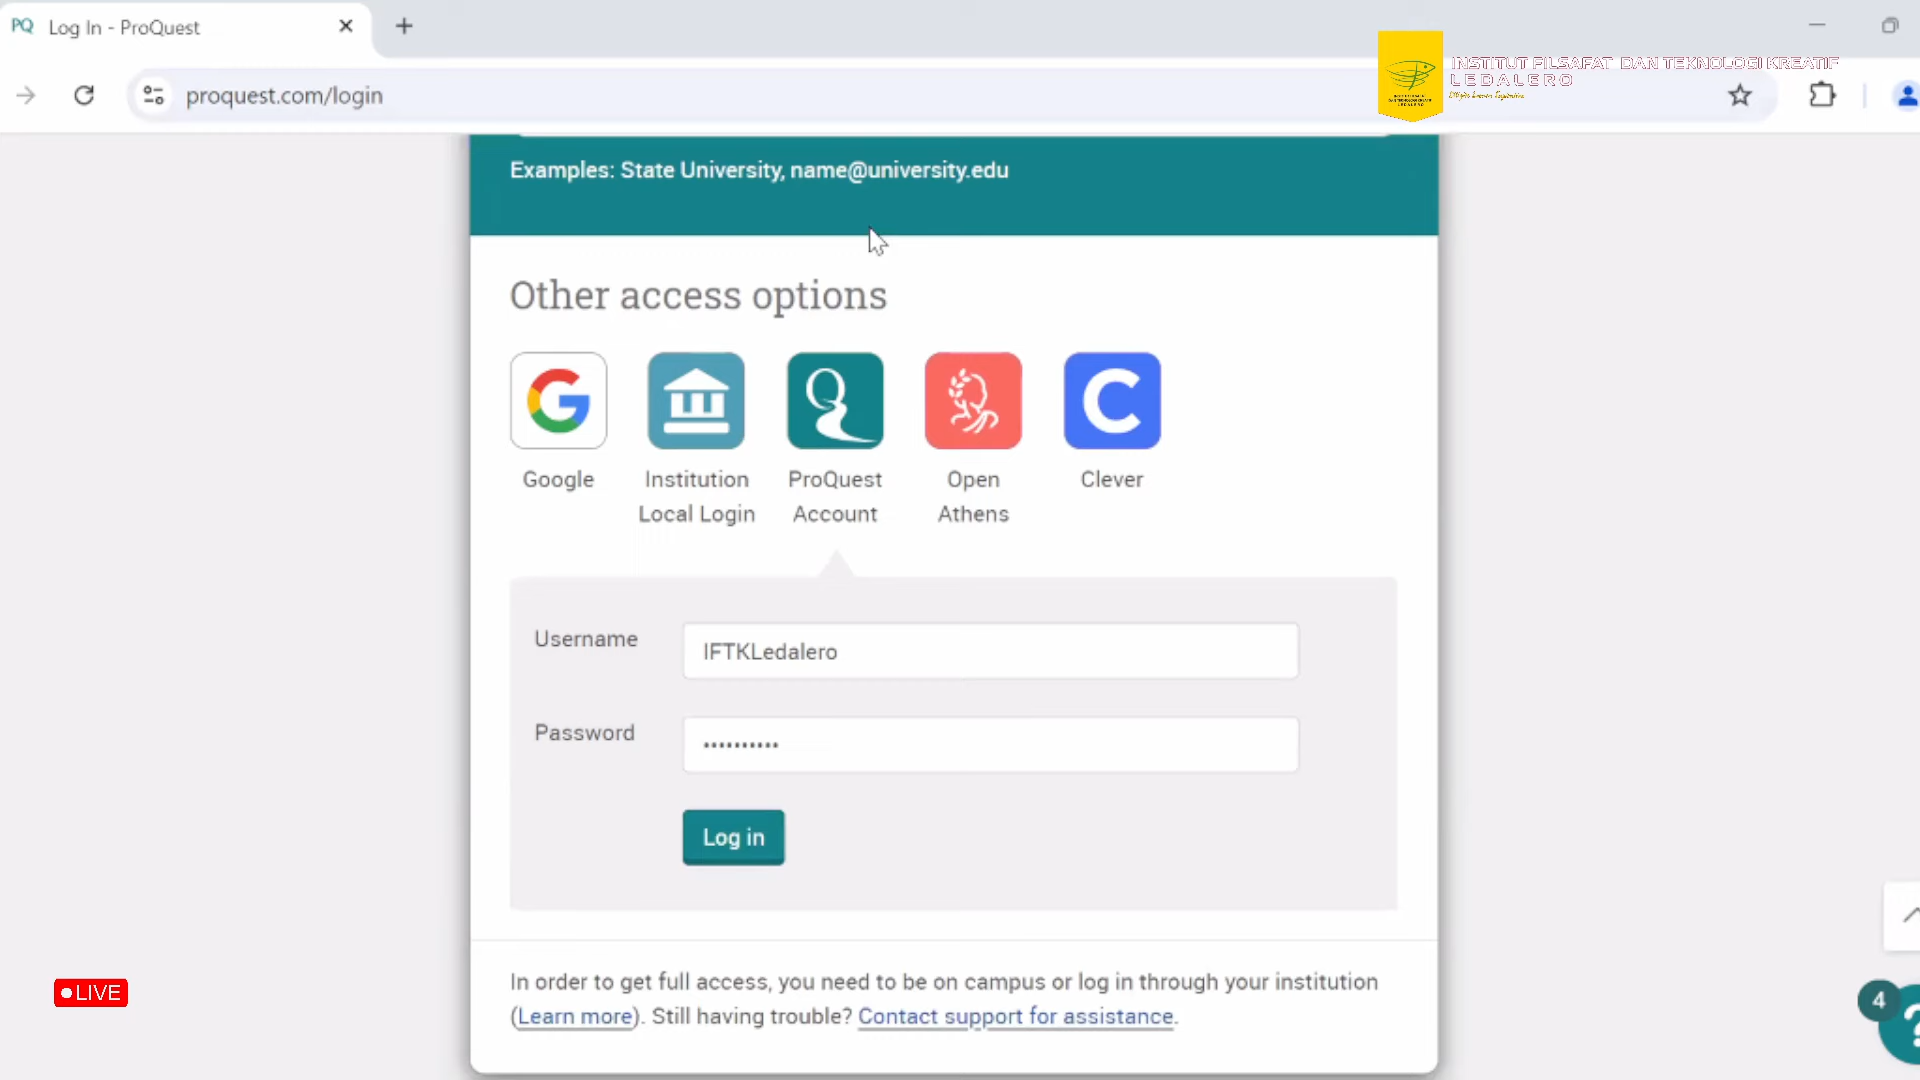 PQ Log In - ProQuest
proquest.com/login
INSTITUT FILSAFAT DAN TEKNOLOGI KREATIF
LEDALERO
Examples: State University, name@university.edu
Other access options
Google
Institution
Local Login
ProQuest
Account
Open
Athens
Clever
Username
IFTKLedalero
Password
••••••••••
Log in
In order to get full access, you need to be on campus or log in through your institution
(Learn more). Still having trouble? Contact support for assistance.
LIVE
4
?